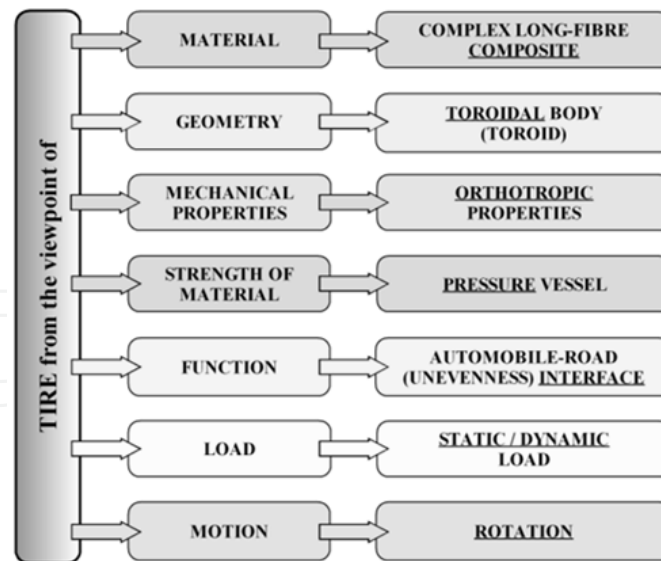 TIRE from the viewpoint of
MATERIAL
COMPLEX LONG-FIBRE
COMPOSITE
GEOMETRY
TOROIDAL BODY
(TOROID)
MECHANICAL
PROPERTIES
ORTHOTROPIC
PROPERTIES
STRENGTH OF
MATERIAL
PRESSURE VESSEL
FUNCTION
AUTOMOBILE-ROAD
(UNEVENNESS) INTERFACE
LOAD
STATIC / DYNAMIC
LOAD
MOTION
ROTATION